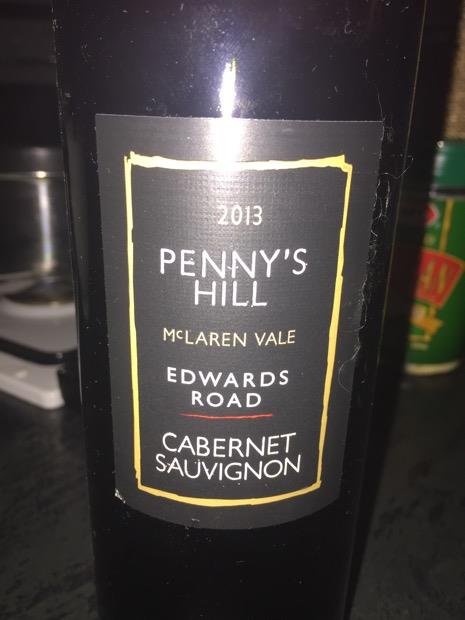 2013
PENNY'S
HILL
McLAREN VALE
EDWARDS
ROAD
CABERNET
SAUVIGNON